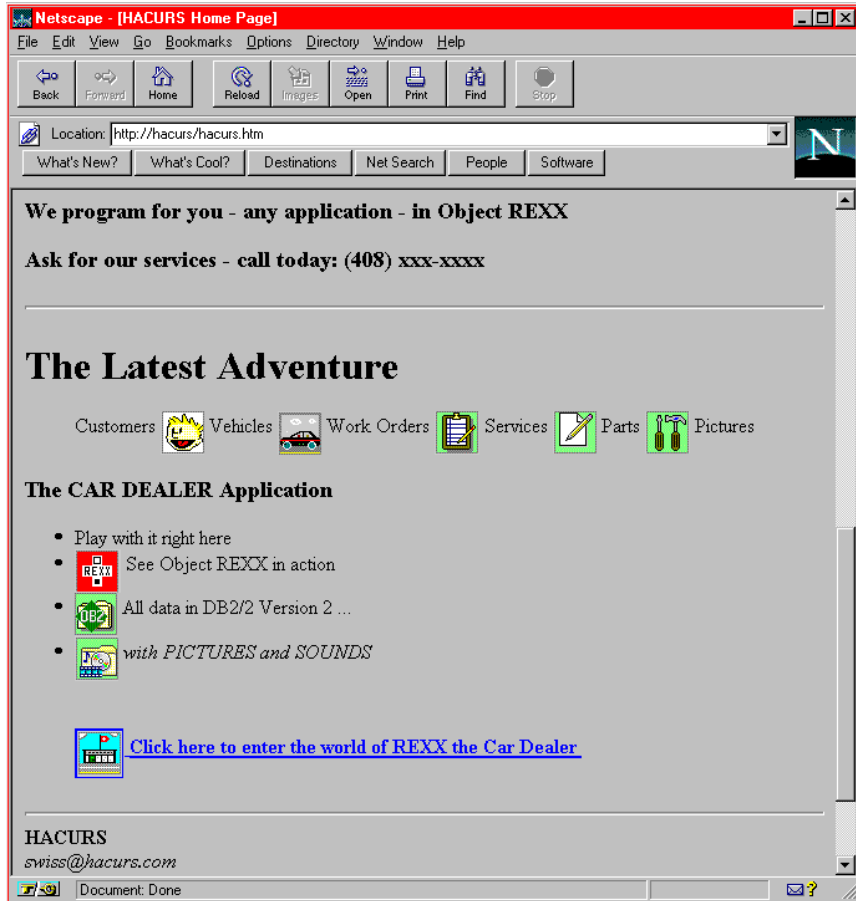 Netscape - [HACURS Home Page]
File Edit View Go Bookmarks Options Directory Window Help
Back Forward Home Reload Images Open Print Find Stop
Location: http://hacurs/hacurs.htm
What's New? What's Cool? Destinations Net Search People Software
N
We program for you - any application - in Object REXX
Ask for our services - call today: (408) xxx-xxxx
The Latest Adventure
Customers Vehicles Work Orders Services Parts Pictures
The CAR DEALER Application
Play with it right here
REXX See Object REXX in action
DB2 All data in DB2/2 Version 2 ...
with PICTURES and SOUNDS
Click here to enter the world of REXX the Car Dealer
HACURS
swiss@hacurs.com
Document: Done